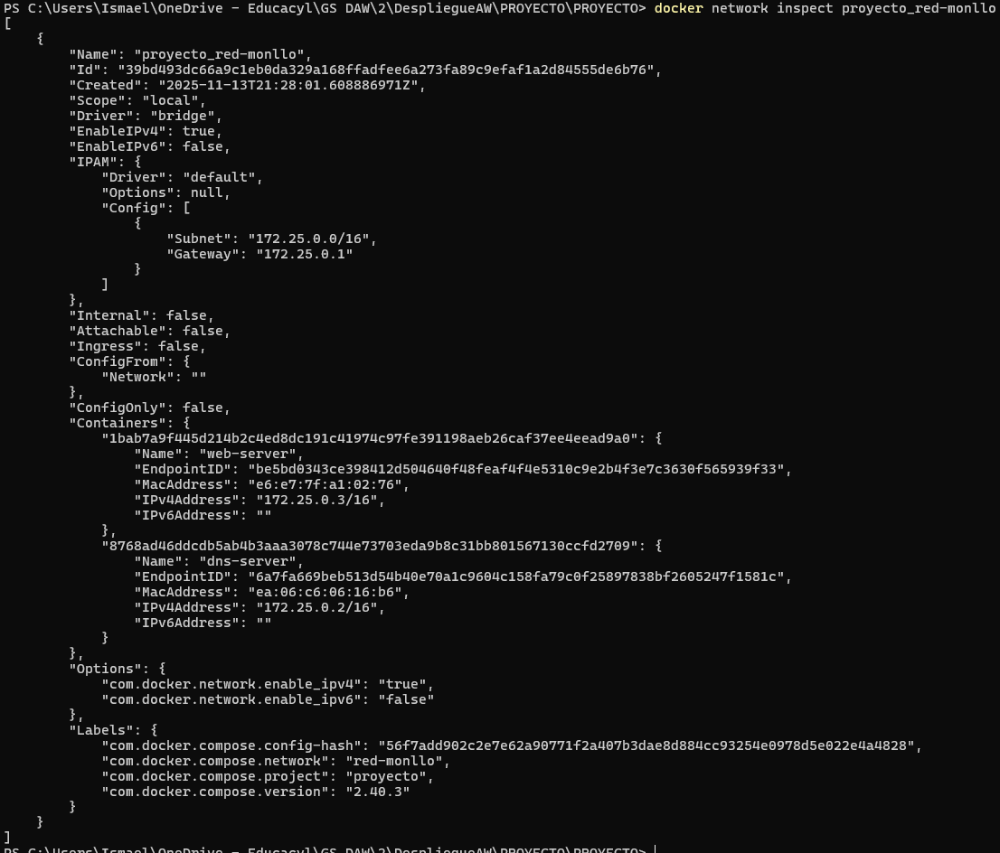 PS C:\Users\Ismael\OneDrive - Educacyl\GS DAW\2\DespliegueAW\PROYECTO\PROYECTO> docker network inspect proyecto_red-monllo
[
    {
        "Name": "proyecto_red-monllo",
        "Id": "39bd493dc66a9c1eb0da329a168ffadfee6a273fa89c9efaf1a2d84555de6b76",
        "Created": "2025-11-13T21:28:01.608886971Z",
        "Scope": "local",
        "Driver": "bridge",
        "EnableIPv4": true,
        "EnableIPv6": false,
        "IPAM": {
            "Driver": "default",
            "Options": null,
            "Config": [
                {
                    "Subnet": "172.25.0.0/16",
                    "Gateway": "172.25.0.1"
                }
            ]
        },
        "Internal": false,
        "Attachable": false,
        "Ingress": false,
        "ConfigFrom": {
            "Network": ""
        },
        "ConfigOnly": false,
        "Containers": {
            "1bab7a9f445d214b2c4ed8dc191c41974c97fe391198aeb26caf37ee4eead9a0": {
                "Name": "web-server",
                "EndpointID": "be5bd0343ce398412d504640f48feaf4f4e5310c9e2b4f3e7c3630f565939f33",
                "MacAddress": "e6:e7:7f:a1:02:76",
                "IPv4Address": "172.25.0.3/16",
                "IPv6Address": ""
            },
            "8768ad46ddcdb5ab4b3aaa3078c744e73703eda9b8c31bb801567130ccfd2709": {
                "Name": "dns-server",
                "EndpointID": "6a7fa669beb513d54b40e70a1c9604c158fa79c0f25897838bf2605247f1581c",
                "MacAddress": "ea:06:c6:06:16:b6",
                "IPv4Address": "172.25.0.2/16",
                "IPv6Address": ""
            }
        },
        "Options": {
            "com.docker.network.enable_ipv4": "true",
            "com.docker.network.enable_ipv6": "false"
        },
        "Labels": {
            "com.docker.compose.config-hash": "56f7add902c2e7e62a90771f2a407b3dae8d884cc93254e0978d5e022e4a4828",
            "com.docker.compose.network": "red-monllo",
            "com.docker.compose.project": "proyecto",
            "com.docker.compose.version": "2.40.3"
        }
    }
]
PS C:\Users\Ismael\OneDrive - Educacyl\GS DAW\2\DespliegueAW\PROYECTO\PROYECTO>